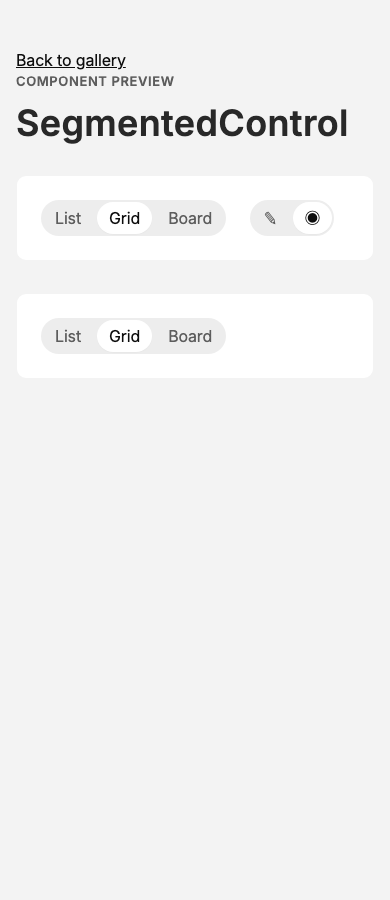 Back to gallery
COMPONENT PREVIEW
SegmentedControl
List Grid Board ✎ ◉
List Grid Board